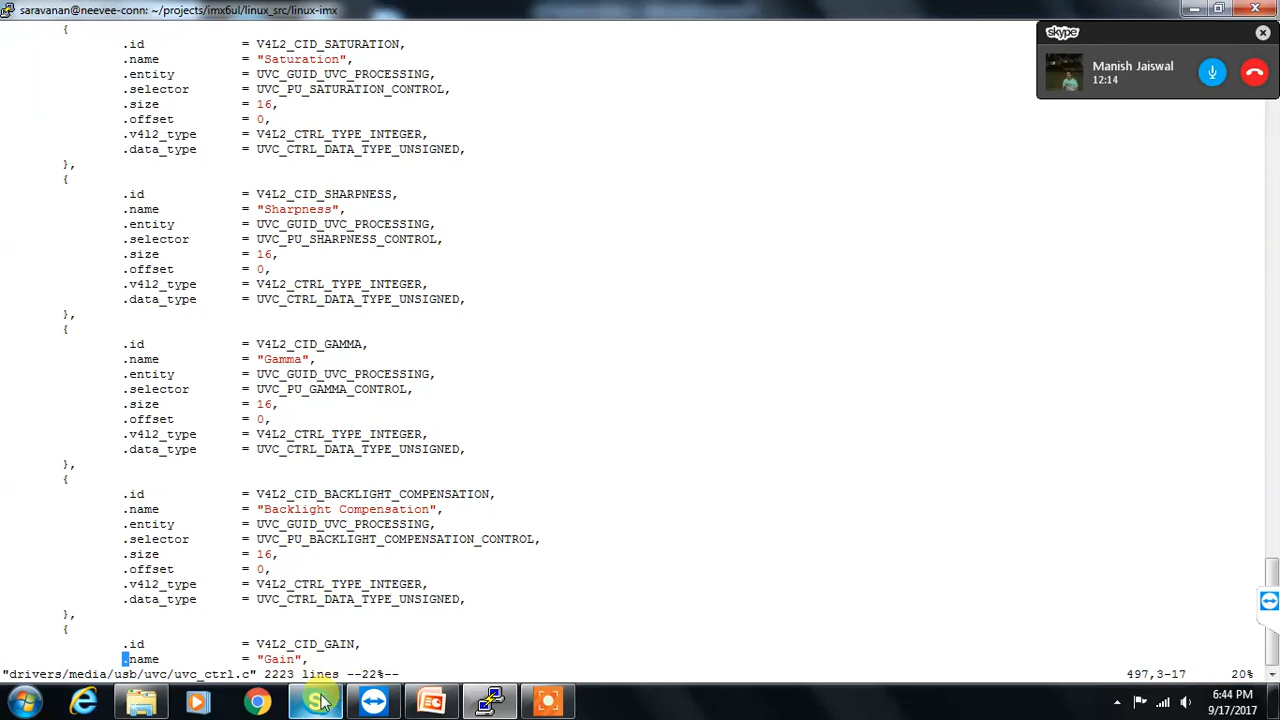 saravanan@neevee-conn: ~/projects/imx6ul/linux_src/linux-imx
{
.id = V4L2_CID_SATURATION,
.name = "Saturation",
.entity = UVC_GUID_UVC_PROCESSING,
.selector = UVC_PU_SATURATION_CONTROL,
.size = 16,
.offset = 0,
.v4l2_type = V4L2_CTRL_TYPE_INTEGER,
.data_type = UVC_CTRL_DATA_TYPE_UNSIGNED,
},
{
.id = V4L2_CID_SHARPNESS,
.name = "Sharpness",
.entity = UVC_GUID_UVC_PROCESSING,
.selector = UVC_PU_SHARPNESS_CONTROL,
.size = 16,
.offset = 0,
.v4l2_type = V4L2_CTRL_TYPE_INTEGER,
.data_type = UVC_CTRL_DATA_TYPE_UNSIGNED,
},
{
.id = V4L2_CID_GAMMA,
.name = "Gamma",
.entity = UVC_GUID_UVC_PROCESSING,
.selector = UVC_PU_GAMMA_CONTROL,
.size = 16,
.offset = 0,
.v4l2_type = V4L2_CTRL_TYPE_INTEGER,
.data_type = UVC_CTRL_DATA_TYPE_UNSIGNED,
},
{
.id = V4L2_CID_BACKLIGHT_COMPENSATION,
.name = "Backlight Compensation",
.entity = UVC_GUID_UVC_PROCESSING,
.selector = UVC_PU_BACKLIGHT_COMPENSATION_CONTROL,
.size = 16,
.offset = 0,
.v4l2_type = V4L2_CTRL_TYPE_INTEGER,
.data_type = UVC_CTRL_DATA_TYPE_UNSIGNED,
},
{
.id = V4L2_CID_GAIN,
.name = "Gain",
"drivers/media/usb/uvc/uvc_ctrl.c" 2223 lines --22%-- 497,3-17 20%
skype
Manish Jaiswal
12:14
6:44 PM
9/17/2017